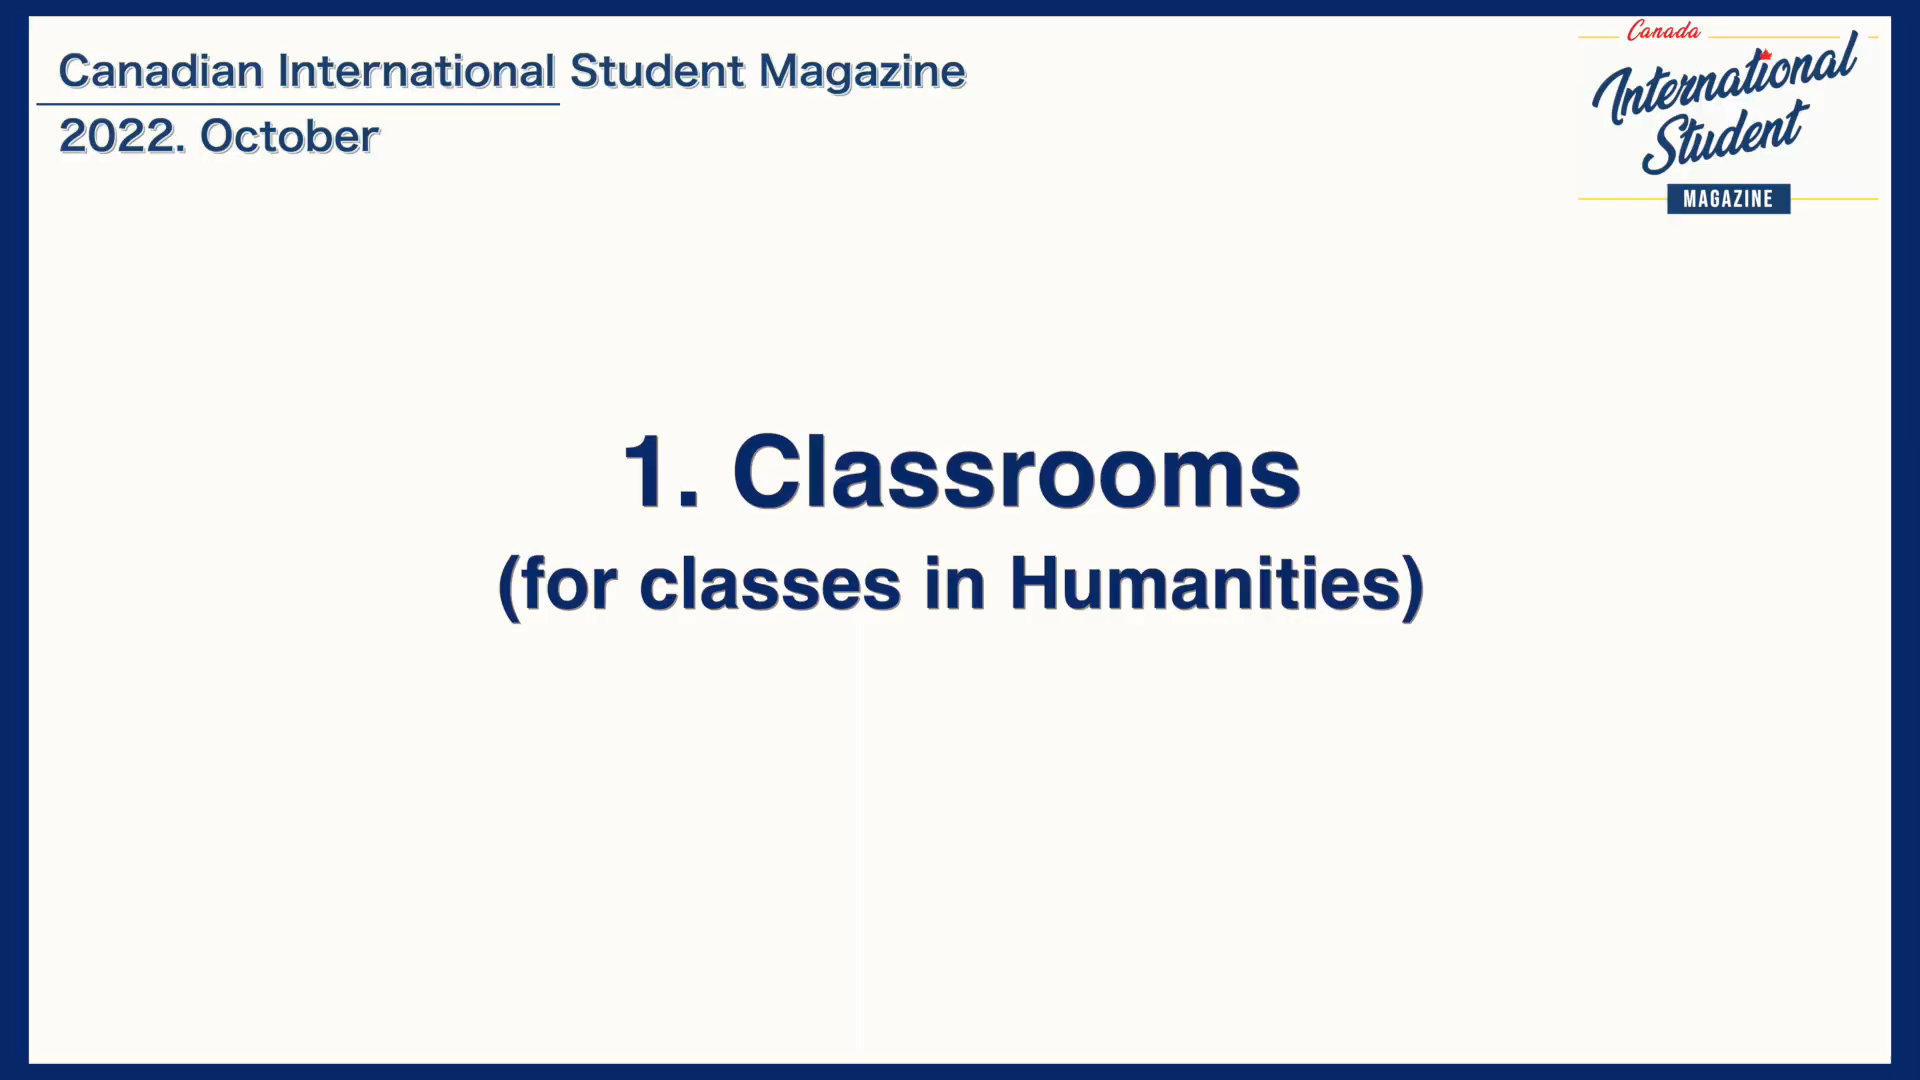 Canadian International Student Magazine
2022. October
Canada
International
Student
MAGAZINE
1. Classrooms
(for classes in Humanities)